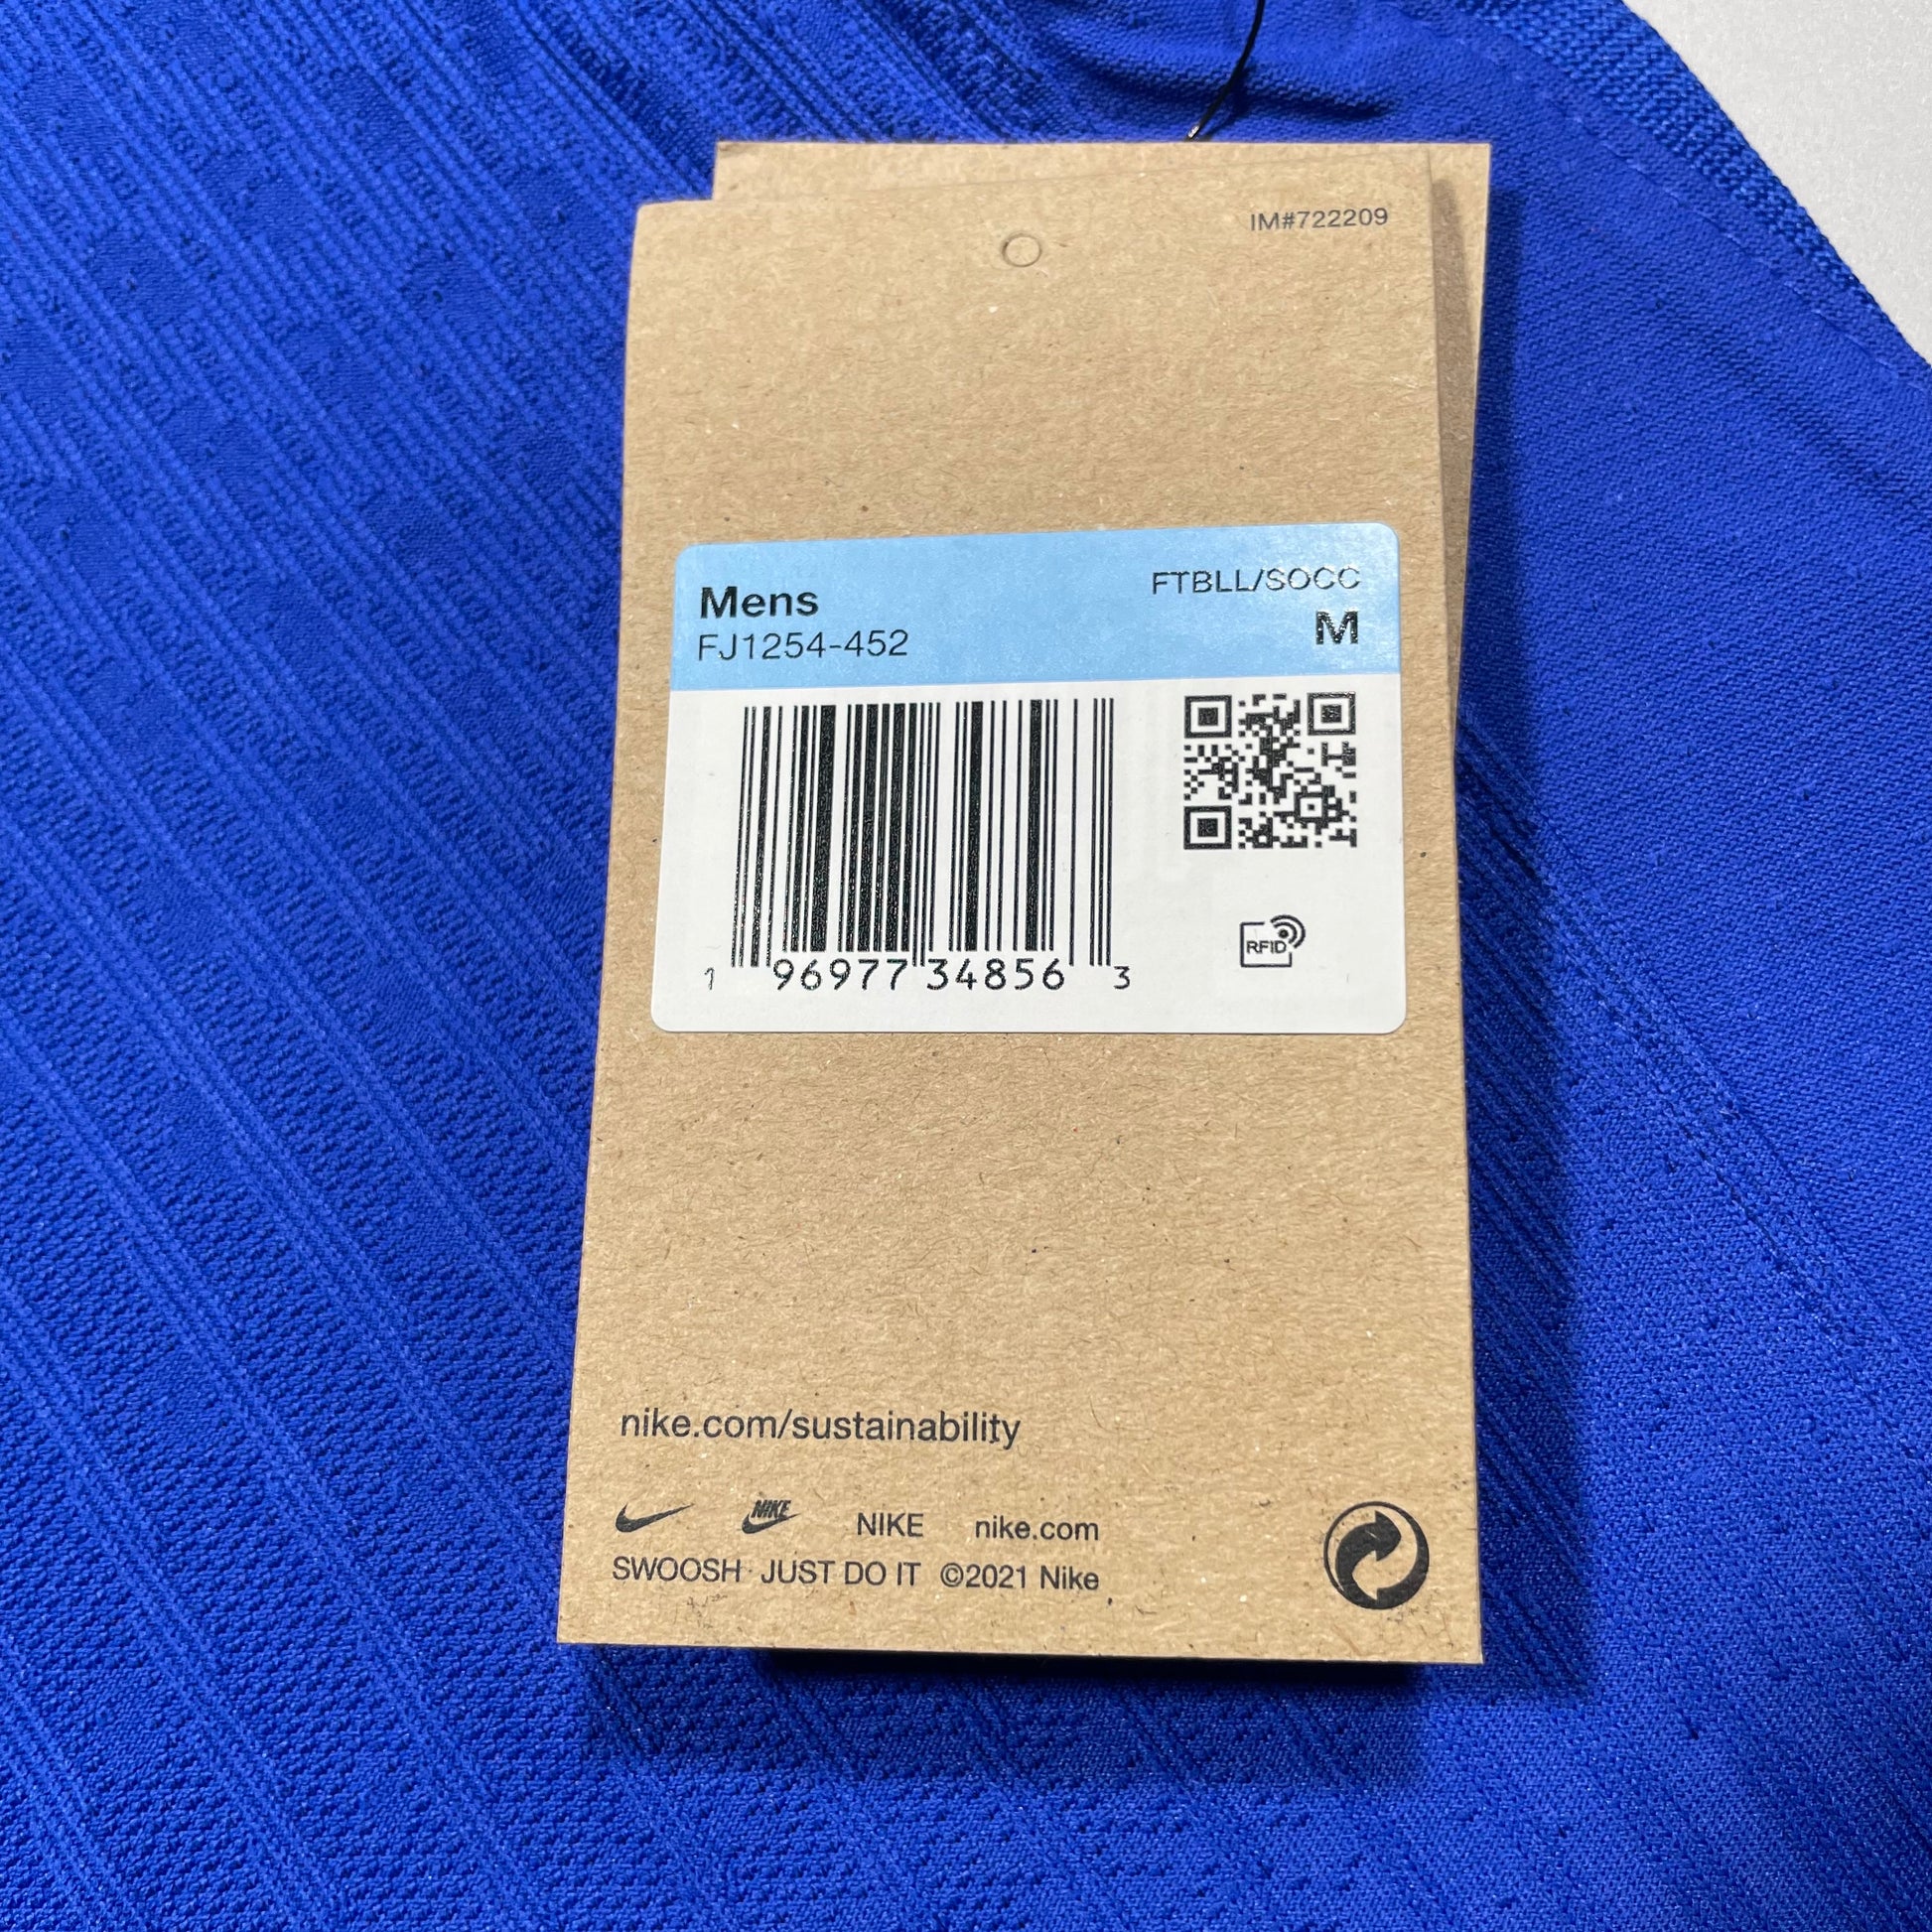 IM#722209
Mens
FTBLL/SOCC
FJ1254-452
M
1 96977 34856 3
RFID
nike.com/sustainability
NIKE NIKE nike.com
SWOOSH JUST DO IT ©2021 Nike